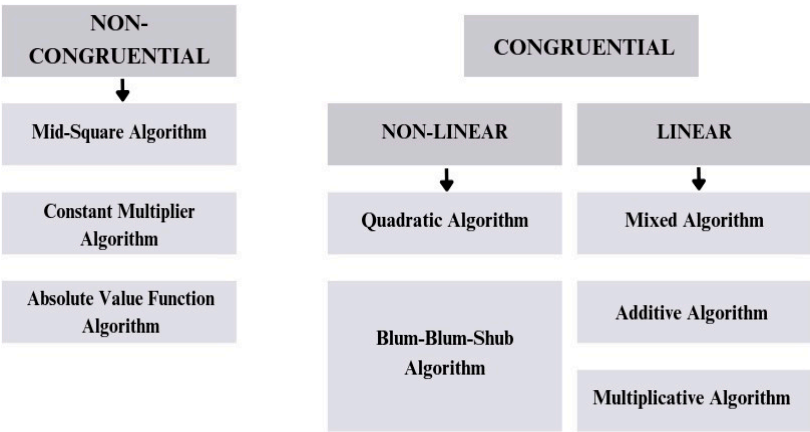 NON-
CONGRUENTIAL
Mid-Square Algorithm
Constant Multiplier
Algorithm
Absolute Value Function
Algorithm
CONGRUENTIAL
NON-LINEAR
Quadratic Algorithm
Blum-Blum-Shub
Algorithm
LINEAR
Mixed Algorithm
Additive Algorithm
Multiplicative Algorithm